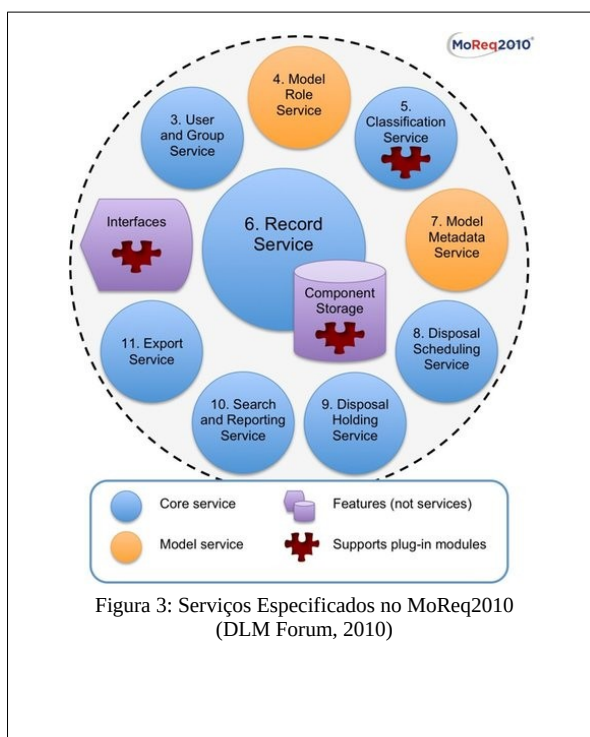 MoReq2010®
4. Model
Role
Service
3. User
and Group
Service
5.
Classification
Service
Interfaces
6. Record
Service
7. Model
Metadata
Service
Component
Storage
8. Disposal
Scheduling
Service
11. Export
Service
10. Search
and Reporting
Service
9. Disposal
Holding
Service
Core service
Features (not services)
Model service
Supports plug-in modules
Figura 3: Serviços Especificados no MoReq2010
(DLM Forum, 2010)